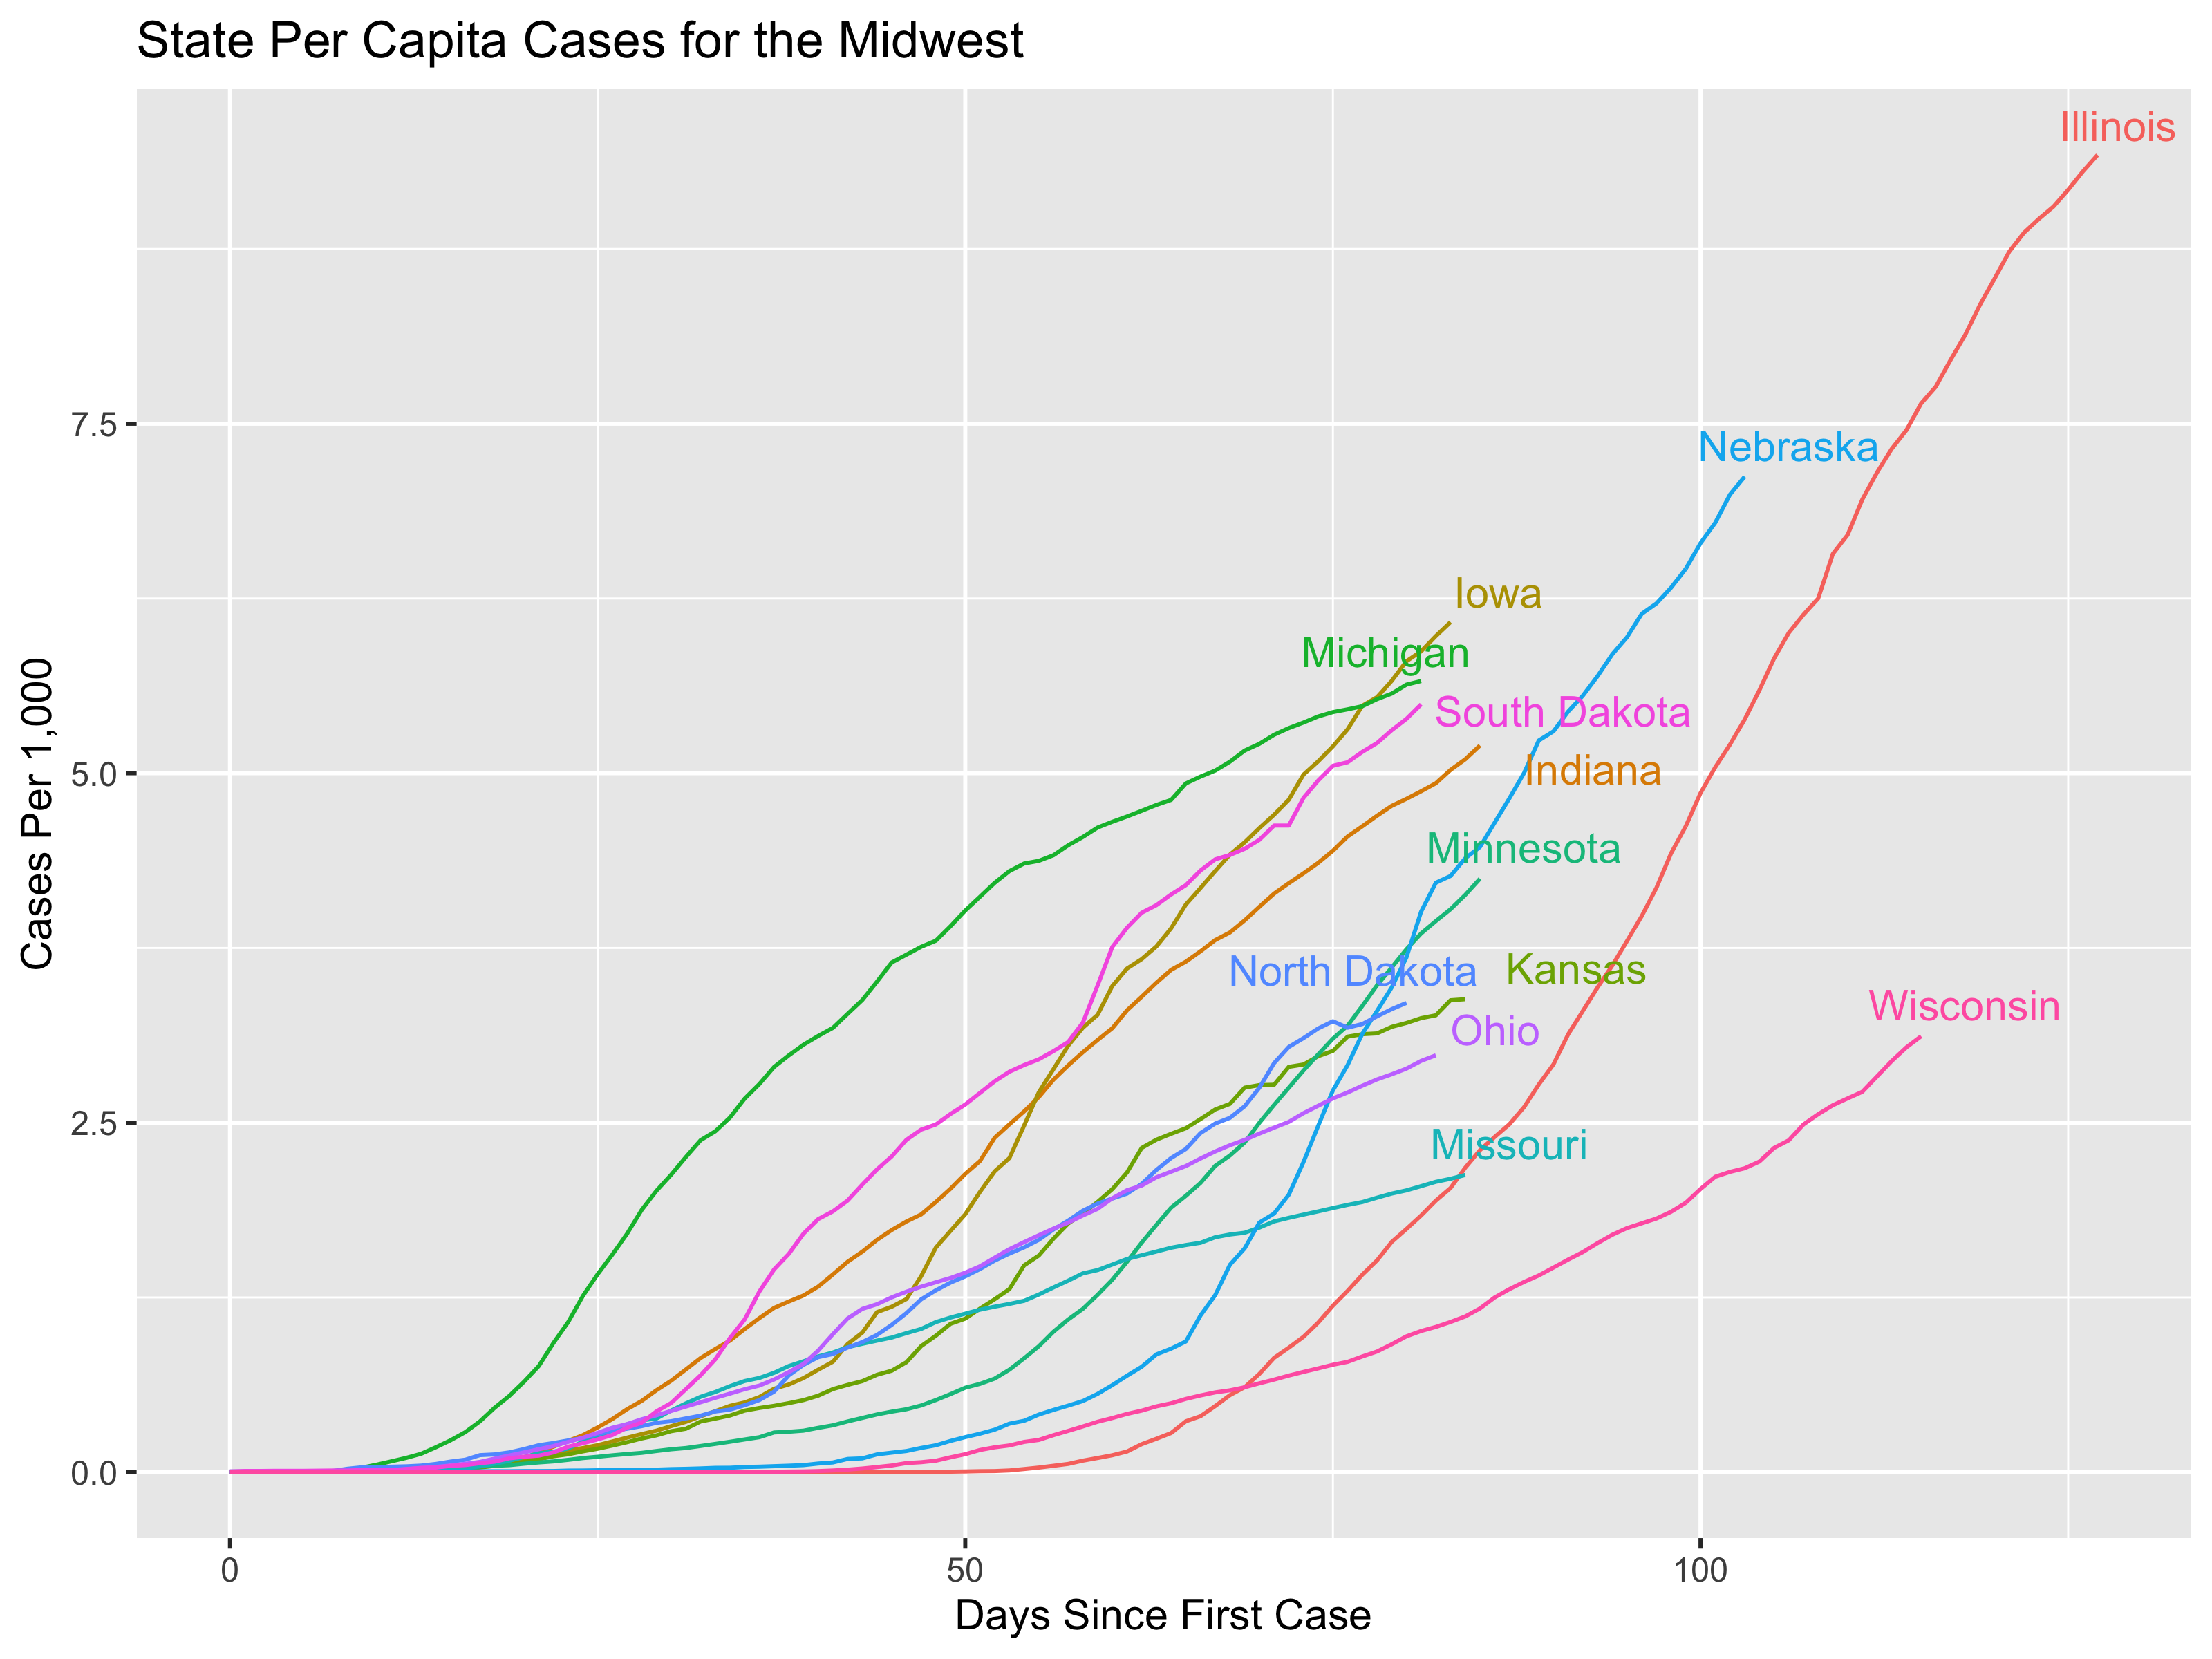 State Per Capita Cases for the Midwest
Illinois
7.5
Nebraska
Iowa
Michigan
South Dakota
5.0
Indiana
Minnesota
North Dakota
Kansas
Wisconsin
Ohio
2.5
Missouri
0.0
Cases Per 1,000
0
50
100
Days Since First Case